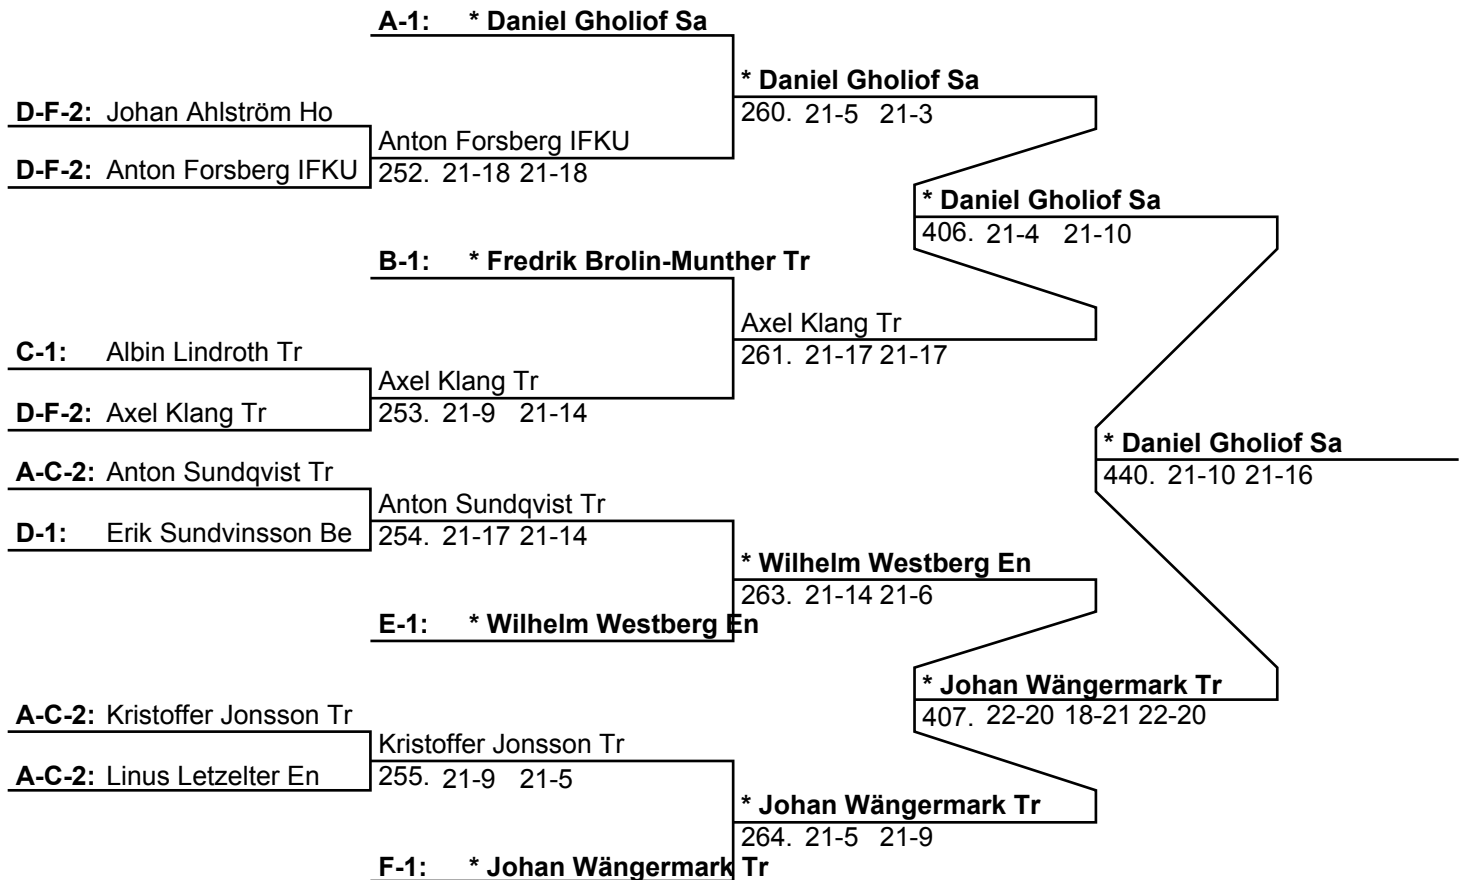 A-1: * Daniel Gholiof Sa
* Daniel Gholiof Sa
D-F-2: Johan Ahlström Ho
260. 21-5 21-3
Anton Forsberg IFKU
D-F-2: Anton Forsberg IFKU
252. 21-18 21-18
* Daniel Gholiof Sa
406. 21-4 21-10
B-1: * Fredrik Brolin-Munther Tr
Axel Klang Tr
C-1: Albin Lindroth Tr
261. 21-17 21-17
Axel Klang Tr
D-F-2: Axel Klang Tr
253. 21-9 21-14
* Daniel Gholiof Sa
A-C-2: Anton Sundqvist Tr
440. 21-10 21-16
Anton Sundqvist Tr
D-1: Erik Sundvinsson Be
254. 21-17 21-14
* Wilhelm Westberg En
263. 21-14 21-6
E-1: * Wilhelm Westberg En
* Johan Wängermark Tr
A-C-2: Kristoffer Jonsson Tr
407. 22-20 18-21 22-20
Kristoffer Jonsson Tr
A-C-2: Linus Letzelter En
255. 21-9 21-5
* Johan Wängermark Tr
264. 21-5 21-9
F-1: * Johan Wängermark Tr